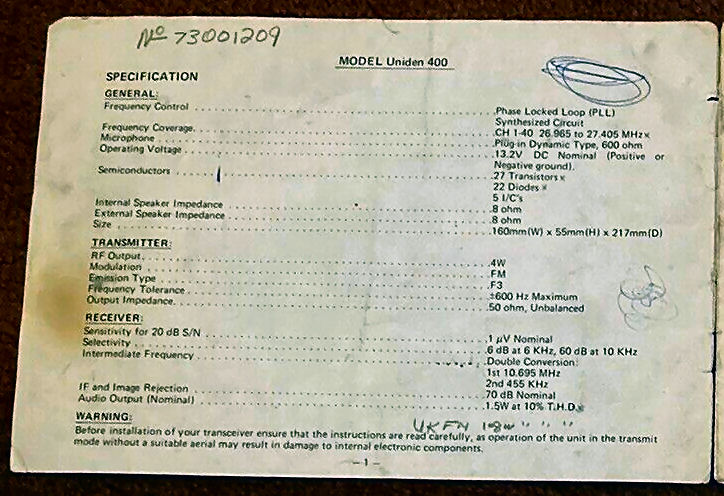 No 73001209
MODEL Uniden 400
SPECIFICATION
GENERAL:
Frequency Control .Phase Locked Loop (PLL)
Synthesized Circuit
Frequency Coverage. .CH 1-40 26.965 to 27.405 MHz x
Microphone .Plug-in Dynamic Type, 600 ohm
Operating Voltage .13.2V DC Nominal (Positive or
Negative ground).
Semiconductors .27 Transistors x
22 Diodes x
5 I/C's
Internal Speaker Impedance .8 ohm
External Speaker Impedance .8 ohm
Size .160mm(W) x 55mm(H) x 217mm(D)
TRANSMITTER:
RF Output. .4W
Modulation .FM
Emission Type .F3
Frequency Tolerance .±600 Hz Maximum
Output Impedance. .50 ohm, Unbalanced
RECEIVER:
Sensitivity for 20 dB S/N .1 µV Nominal
Selectivity .6 dB at 6 KHz, 60 dB at 10 KHz
Intermediate Frequency .Double Conversion:
1st 10.695 MHz
2nd 455 KHz
IF and Image Rejection .70 dB Nominal
Audio Output (Nominal) .1.5W at 10% T.H.D.
WARNING:
Before installation of your transceiver ensure that the instructions are read carefully, as operation of the unit in the transmit
mode without a suitable aerial may result in damage to internal electronic components.
— 1 —